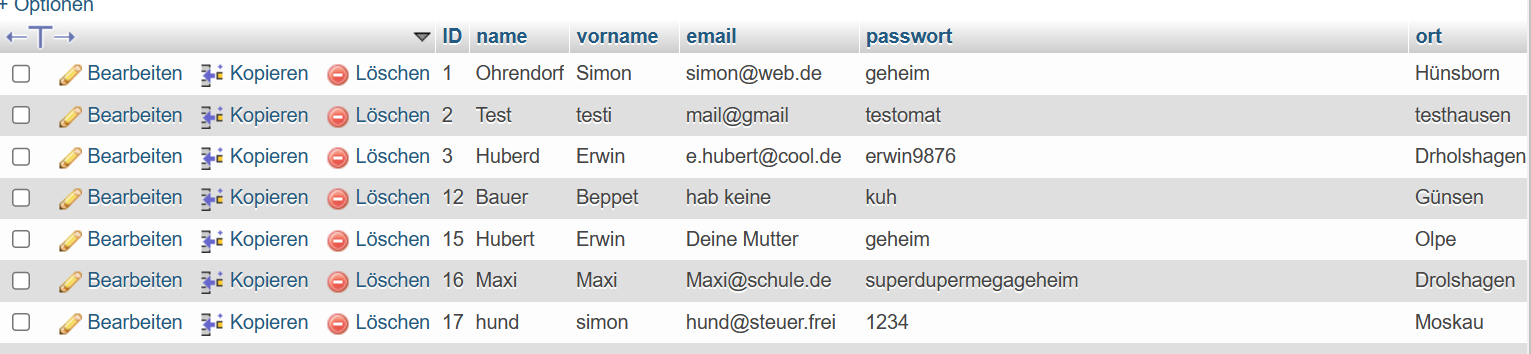 + Optionen
ID name vorname email passwort ort
Bearbeiten Kopieren Löschen 1 Ohrendorf Simon simon@web.de geheim Hünsborn
Bearbeiten Kopieren Löschen 2 Test testi mail@gmail testomat testhausen
Bearbeiten Kopieren Löschen 3 Huberd Erwin e.hubert@cool.de erwin9876 Drholshagen
Bearbeiten Kopieren Löschen 12 Bauer Beppet hab keine kuh Günsen
Bearbeiten Kopieren Löschen 15 Hubert Erwin Deine Mutter geheim Olpe
Bearbeiten Kopieren Löschen 16 Maxi Maxi Maxi@schule.de superdupermegageheim Drolshagen
Bearbeiten Kopieren Löschen 17 hund simon hund@steuer.frei 1234 Moskau